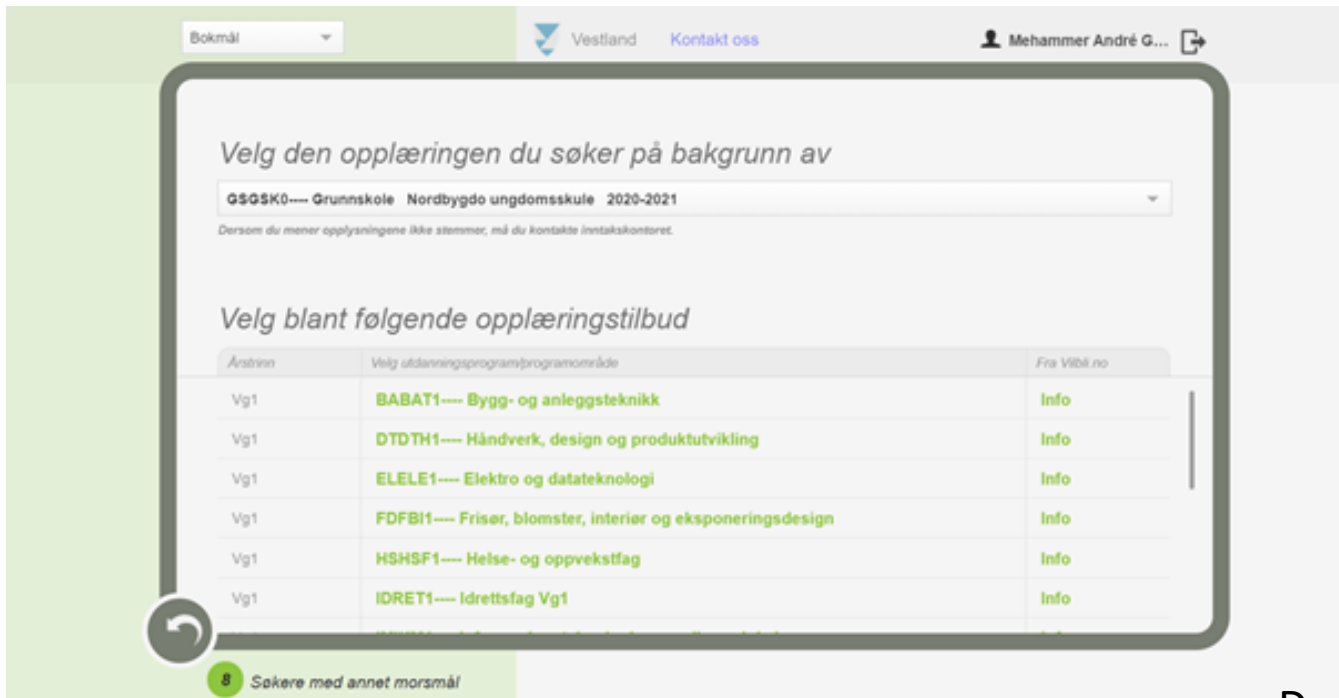 Bokmål
Vestland Kontakt oss
Mehammer André G...
Velg den opplæringen du søker på bakgrunn av
GSGSK0---- Grunnskole Nordbygdo ungdomsskule 2020-2021
Dersom du mener opplysningene ikke stemmer, må du kontakte inntakskontoret.
Velg blant følgende opplæringstilbud
Årstrinn Velg utdanningsprogram/programområde Fra Vilbli.no
Vg1 BABAT1---- Bygg- og anleggsteknikk Info
Vg1 DTDTH1---- Håndverk, design og produktutvikling Info
Vg1 ELELE1---- Elektro og datateknologi Info
Vg1 FDFBI1---- Frisør, blomster, interiør og eksponeringsdesign Info
Vg1 HSHSF1---- Helse- og oppvekstfag Info
Vg1 IDRET1---- Idrettsfag Vg1 Info
8 Søkere med annet morsmål